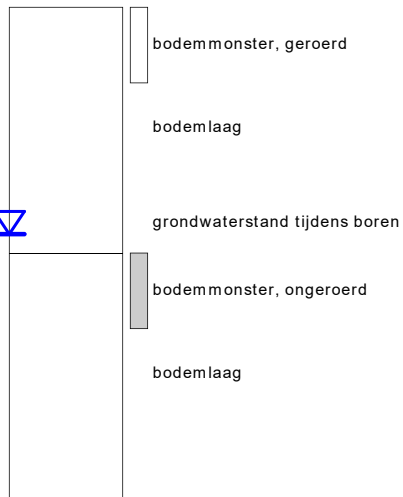 bodemmonster, geroerd
bodemlaag
grondwaterstand tijdens boren
bodemmonster, ongeroerd
bodemlaag